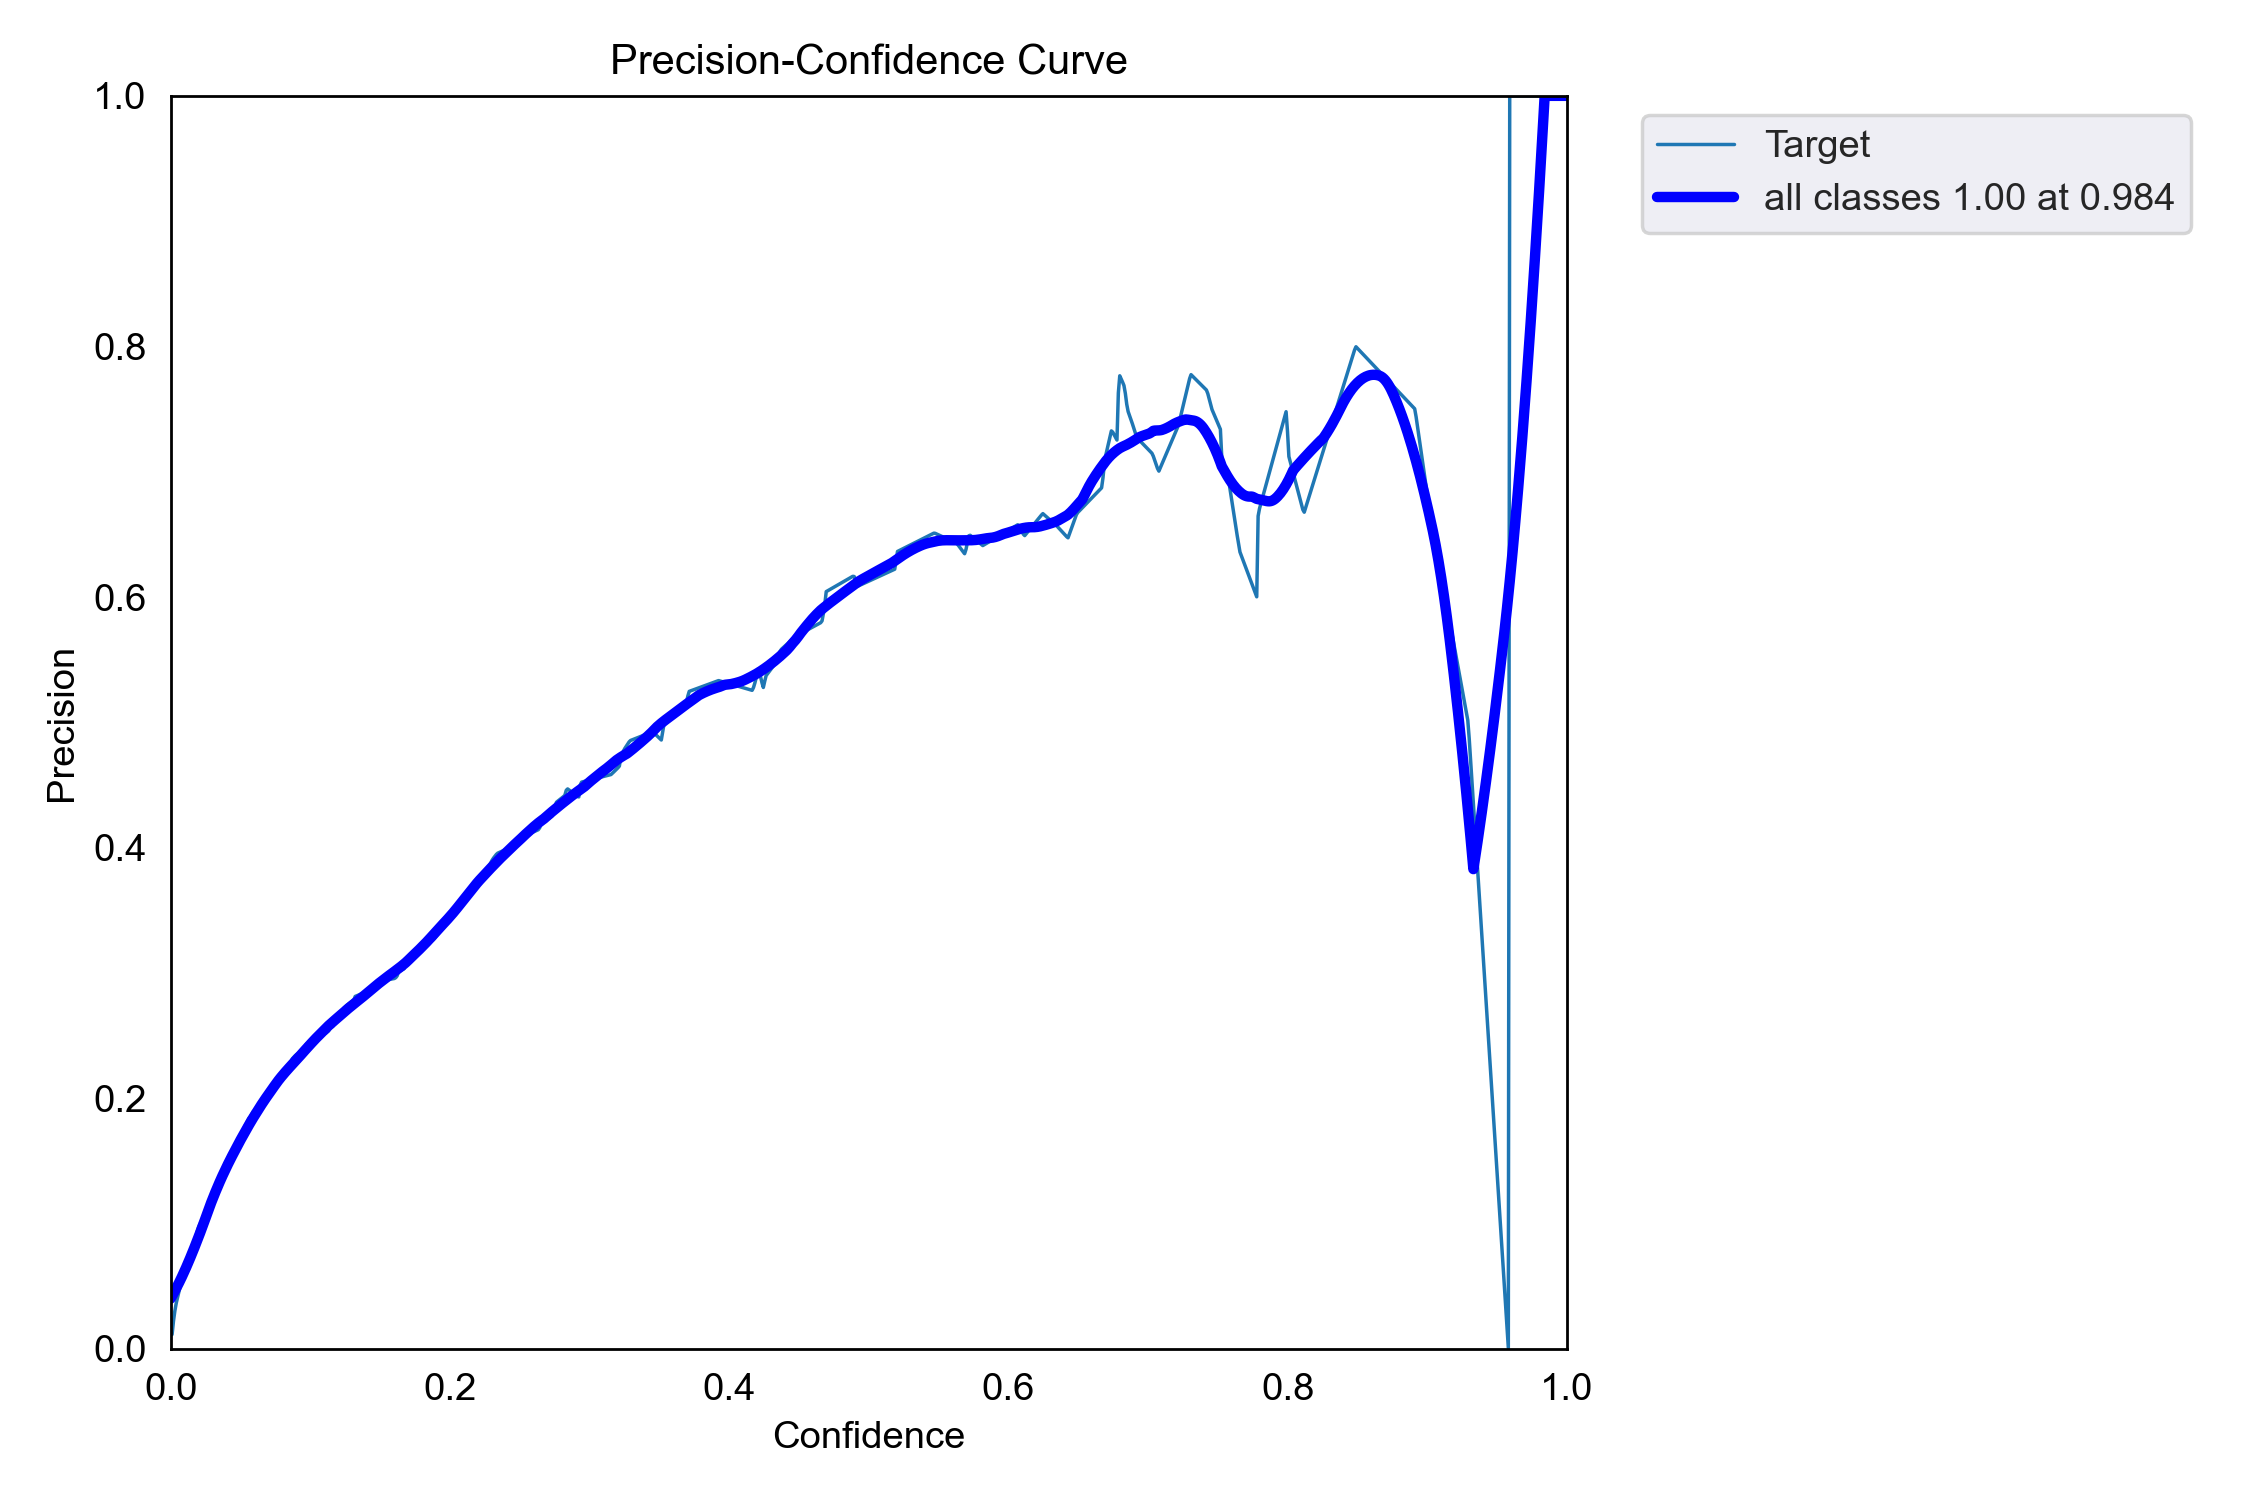 Precision-Confidence Curve
1.0
0.8
0.6
0.4
0.2
0.0
Precision
0.0 0.2 0.4 0.6 0.8 1.0
Confidence
Target
all classes 1.00 at 0.984